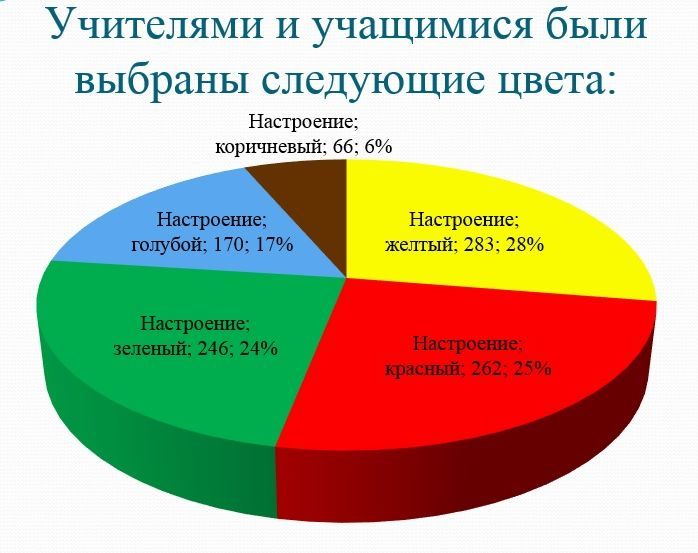 Учителями и учащимися были
выбраны следующие цвета:
Настроение;
коричневый; 66; 6%
Настроение;
голубой; 170; 17%
Настроение;
желтый; 283; 28%
Настроение;
зеленый; 246; 24%
Настроение;
красный; 262; 25%